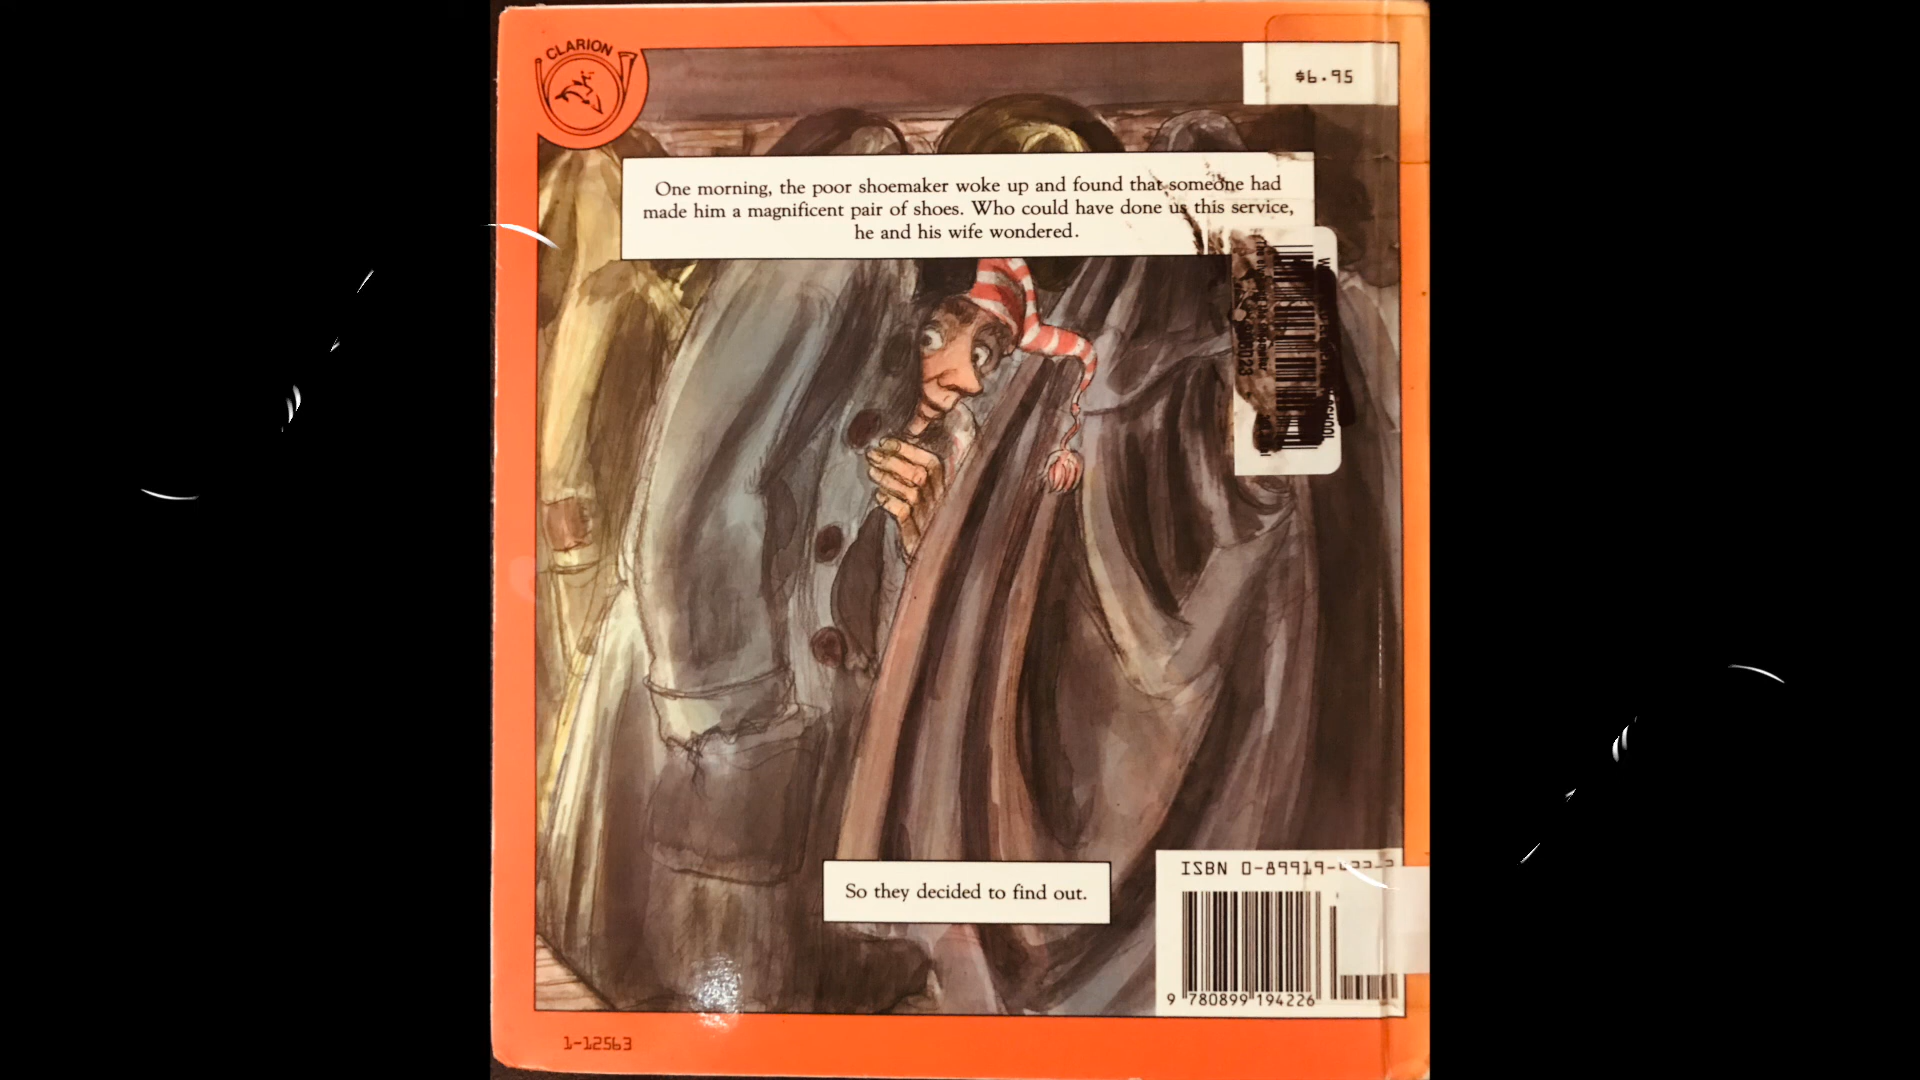 CLARION
$6.95
One morning, the poor shoemaker woke up and found that someone had
made him a magnificent pair of shoes. Who could have done us this service,
he and his wife wondered.
So they decided to find out.
ISBN 0-89919-
9 780899 194226
1-12563